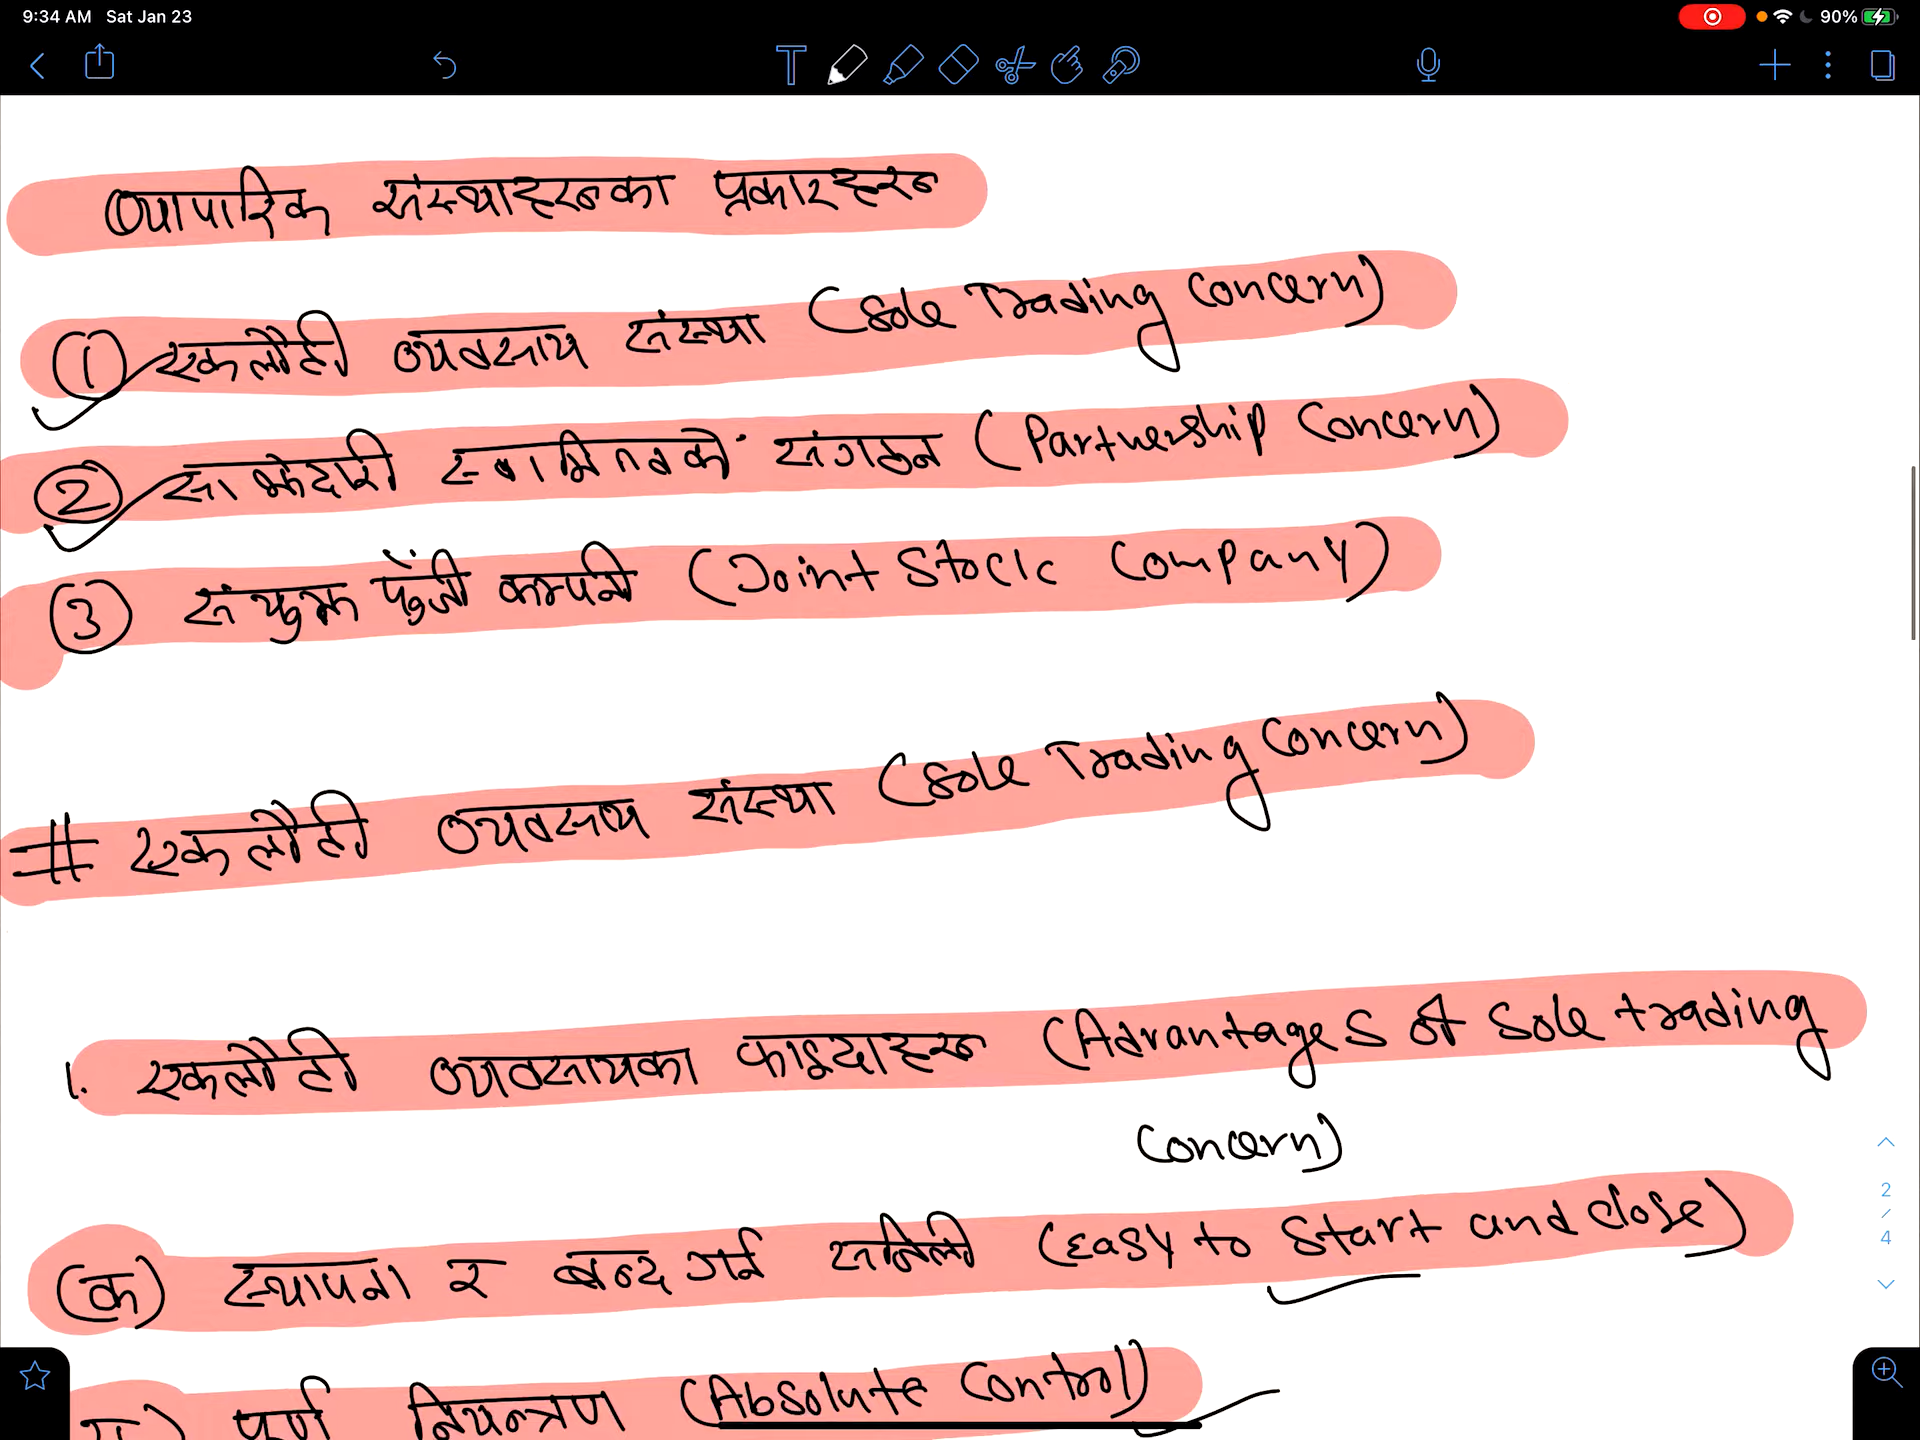 9:34 AM Sat Jan 23
90%
व्यापारिक संस्थाहरूका प्रकारहरू
① एकलौटी व्यवसाय संस्था (Sole Trading Concern)
② साझेदारी स्वामित्वको संगठन (Partnership Concern)
③ संयुक्त पूँजी कम्पनी (Joint Stock Company)
# एकलौटी व्यवसाय संस्था (Sole Trading Concern)
1. एकलौटी व्यवसायका फाइदाहरू (Advantages of Sole trading
Concern)
(क) स्थापना र बन्द गर्न सजिलो (Easy to Start and close)
पूर्ण नियन्त्रण (Absolute Control)
2
/
4